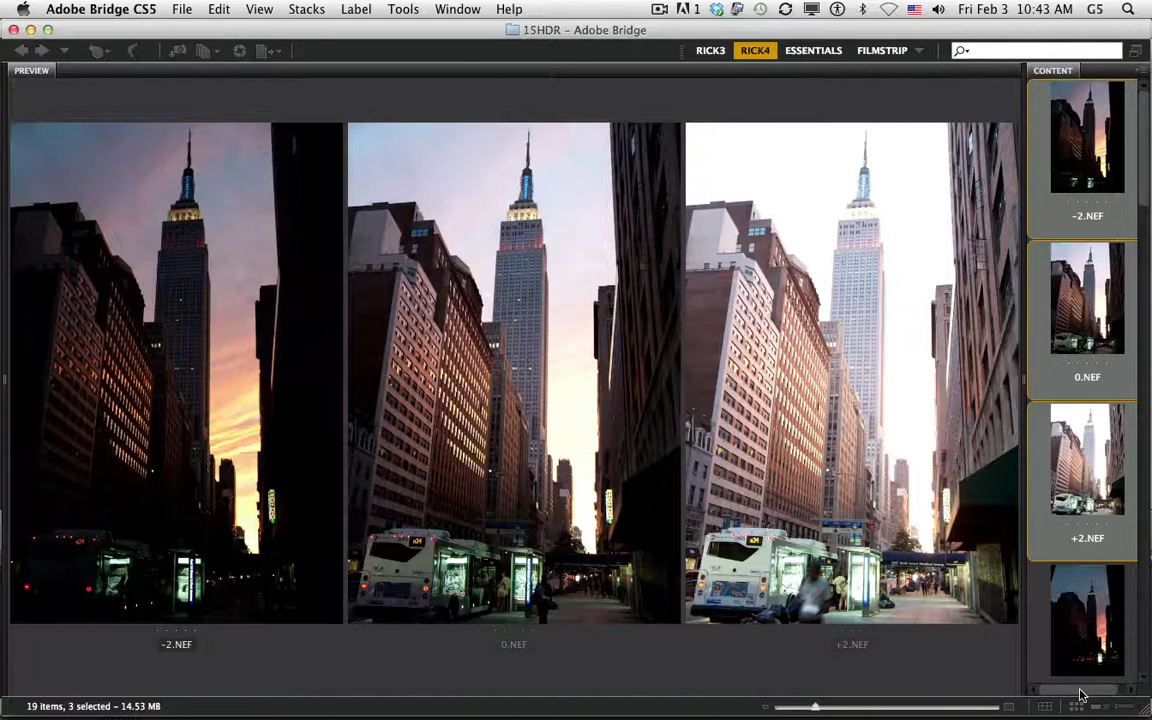 Adobe Bridge CS5 File Edit View Stacks Label Tools Window Help 1 Fri Feb 3 10:43 AM G5
15HDR – Adobe Bridge
RICK3 RICK4 ESSENTIALS FILMSTRIP
PREVIEW
CONTENT
-2.NEF
0.NEF
+2.NEF
-2.NEF
0.NEF
+2.NEF
19 items, 3 selected – 14.53 MB